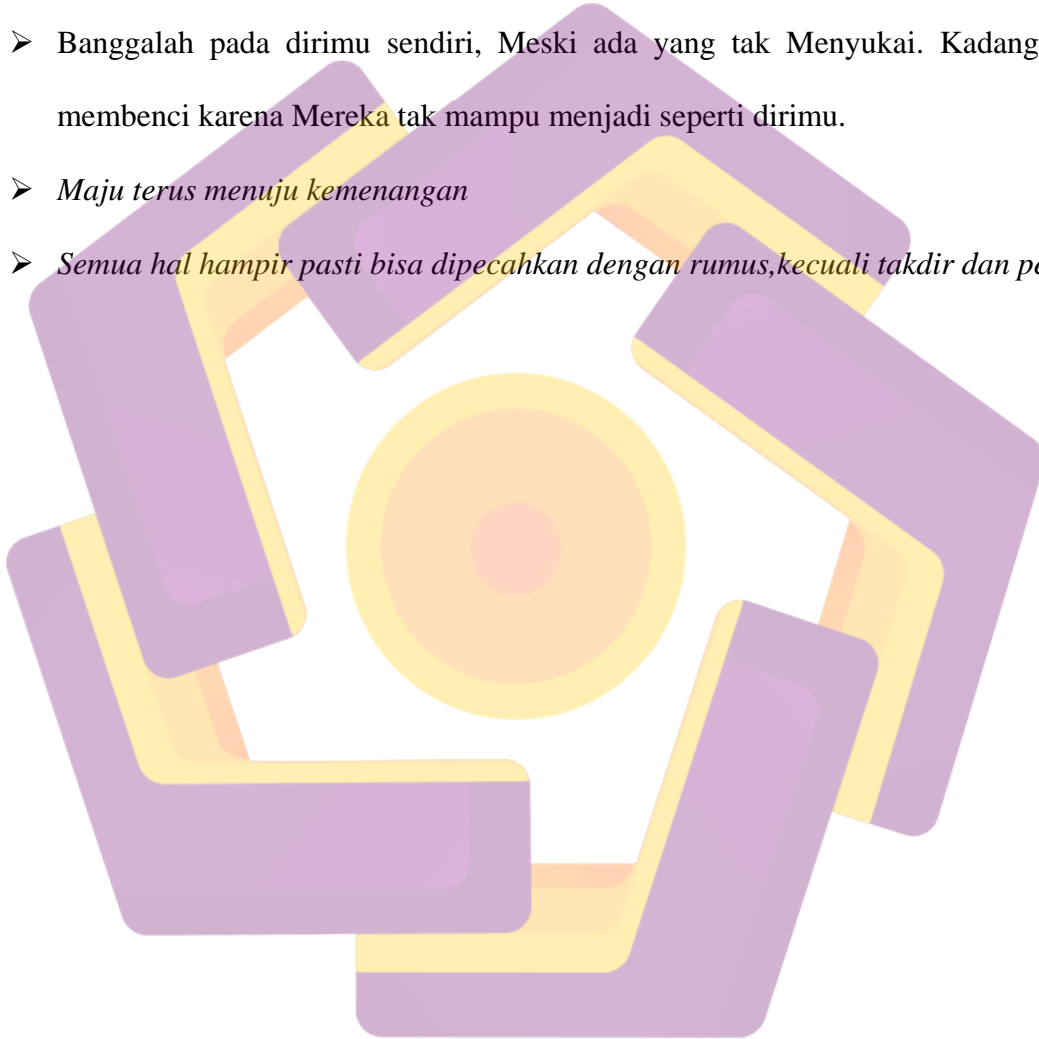 ➢ Banggalah pada dirimu sendiri, Meski ada yang tak Menyukai. Kadang
membenci karena Mereka tak mampu menjadi seperti dirimu.
➢ Maju terus menuju kemenangan
➢ Semua hal hampir pasti bisa dipecahkan dengan rumus,kecuali takdir dan